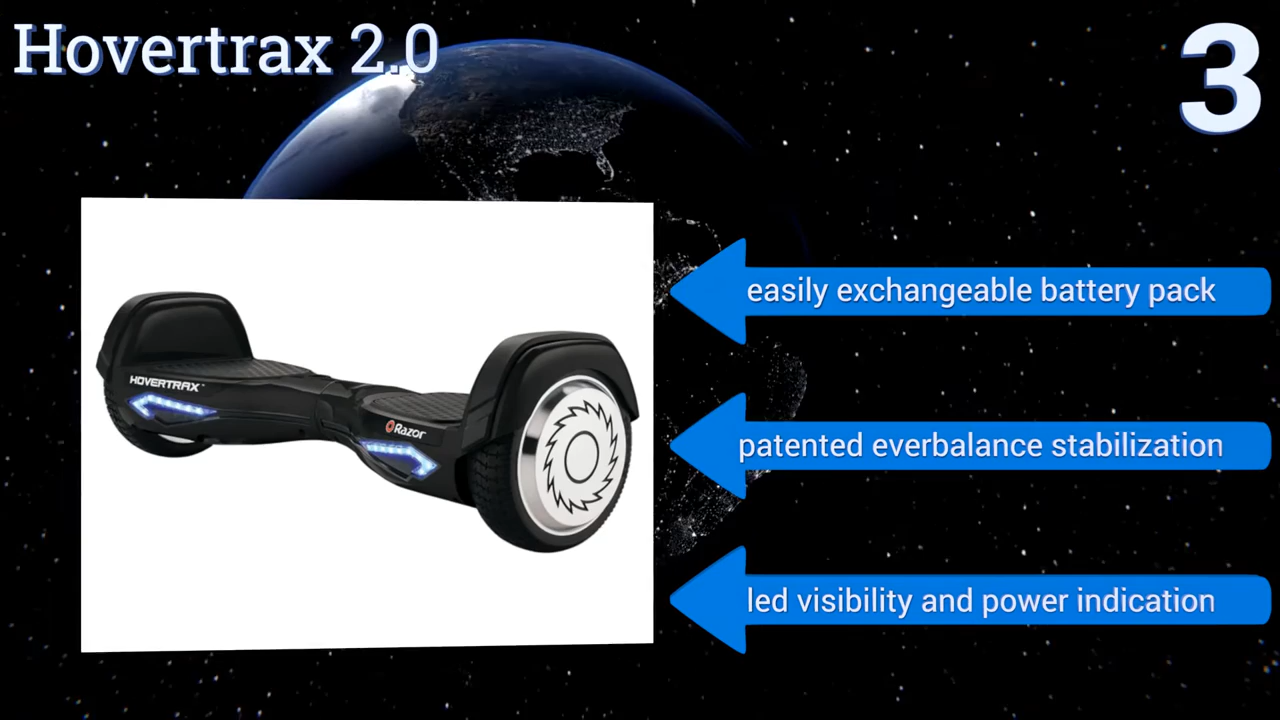 Hovertrax 2.0
3
easily exchangeable battery pack
HOVERTRAX
Razor
patented everbalance stabilization
led visibility and power indication